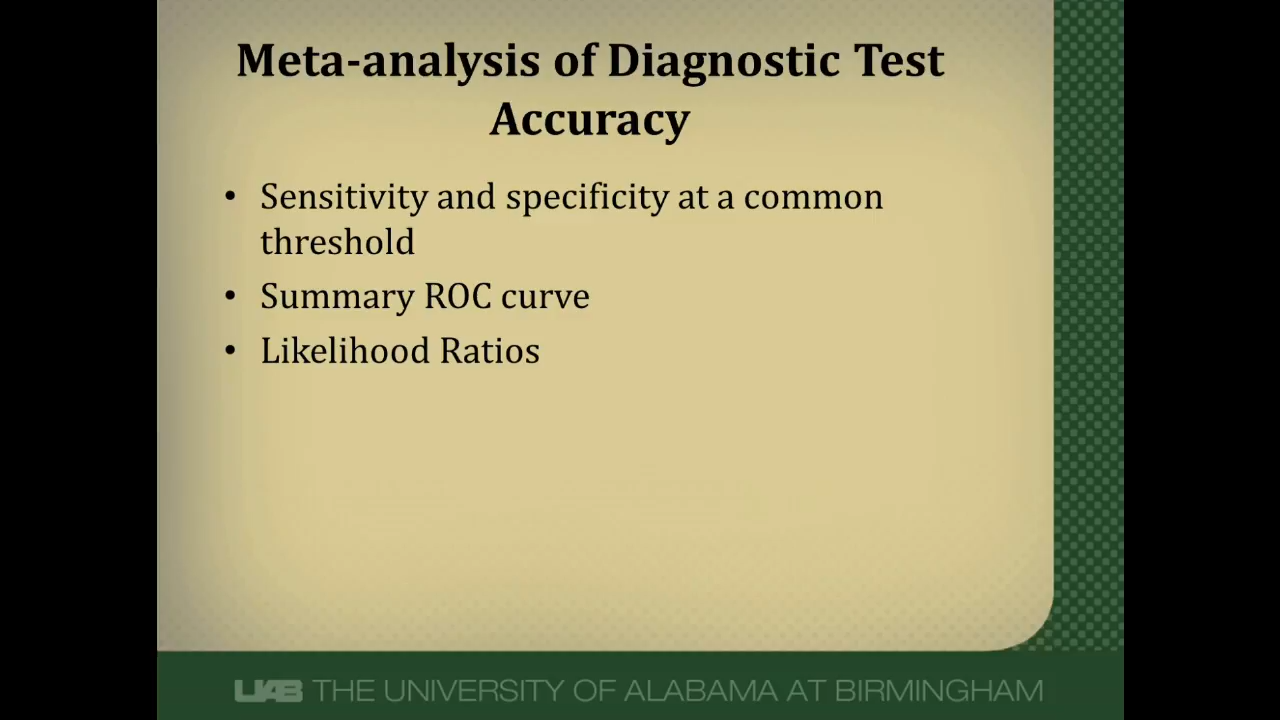 Meta-analysis of Diagnostic Test
Accuracy
• Sensitivity and specificity at a common
threshold
• Summary ROC curve
• Likelihood Ratios
UAB THE UNIVERSITY OF ALABAMA AT BIRMINGHAM